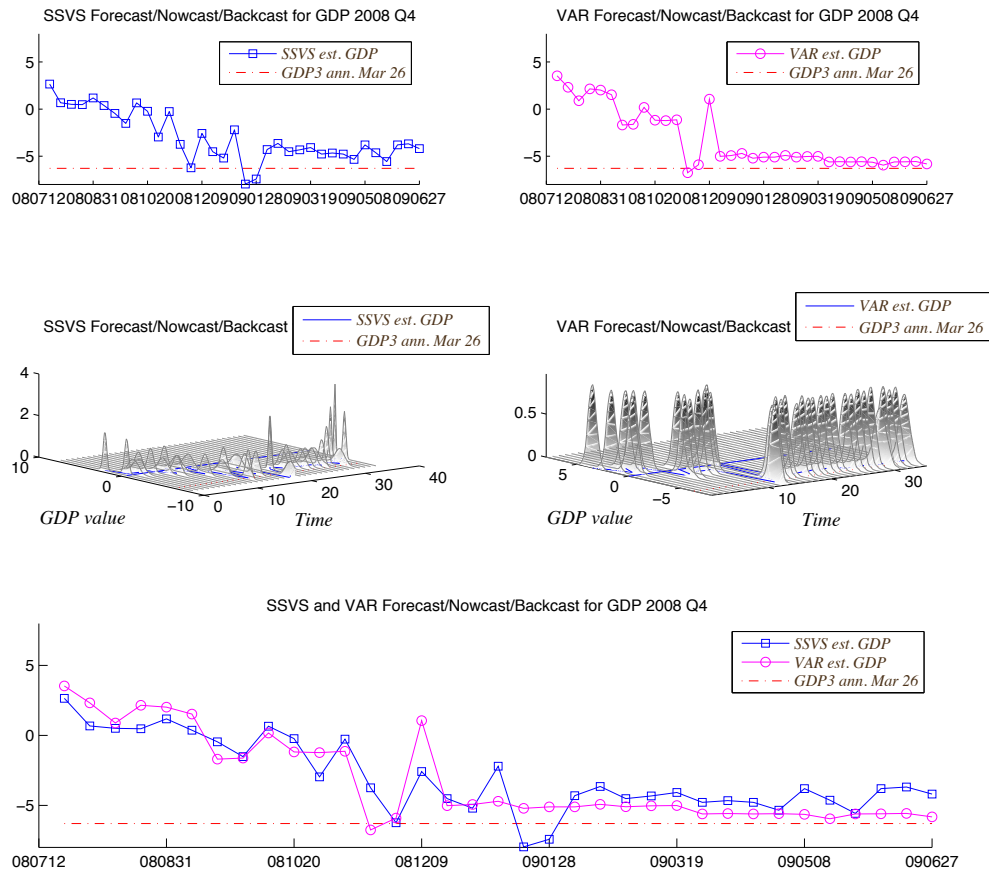 SSVS Forecast/Nowcast/Backcast for GDP 2008 Q4
SSVS est. GDP
GDP3 ann. Mar 26
5
0
−5
080712080831081020081209090128090319090508090627
VAR Forecast/Nowcast/Backcast for GDP 2008 Q4
VAR est. GDP
GDP3 ann. Mar 26
5
0
−5
080712080831081020081209090128090319090508090627
SSVS Forecast/Nowcast/Backcast
SSVS est. GDP
GDP3 ann. Mar 26
4
2
0
10
0
−10
0
10
20
30
40
GDP value
Time
VAR Forecast/Nowcast/Backcast
VAR est. GDP
GDP3 ann. Mar 26
0.5
0
5
0
−5
10
20
30
GDP value
Time
SSVS and VAR Forecast/Nowcast/Backcast for GDP 2008 Q4
SSVS est. GDP
VAR est. GDP
GDP3 ann. Mar 26
5
0
−5
080712 080831 081020 081209 090128 090319 090508 090627